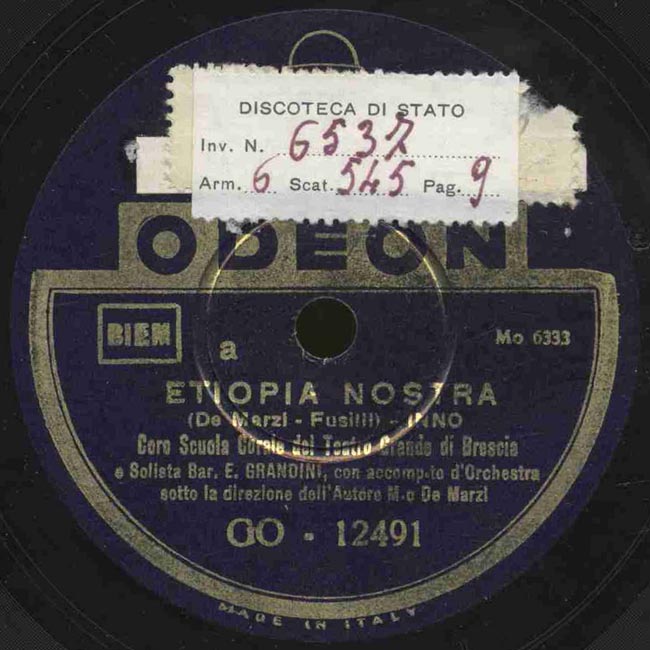 DISCOTECA DI STATO
Inv. N. 6537
Arm. 6 Scat. 545 Pag. 9
ODEON
BIEM a Mo 6333
ETIOPIA NOSTRA
(De Marzi - Fusilli) - INNO
Coro Scuola Corale del Teatro Grande di Brescia
e Solista Bar. E. GRANDINI, con accomp-to d'Orchestra
sotto la direzione dell'Autore M-o De Marzi
GO - 12491
MADE IN ITALY